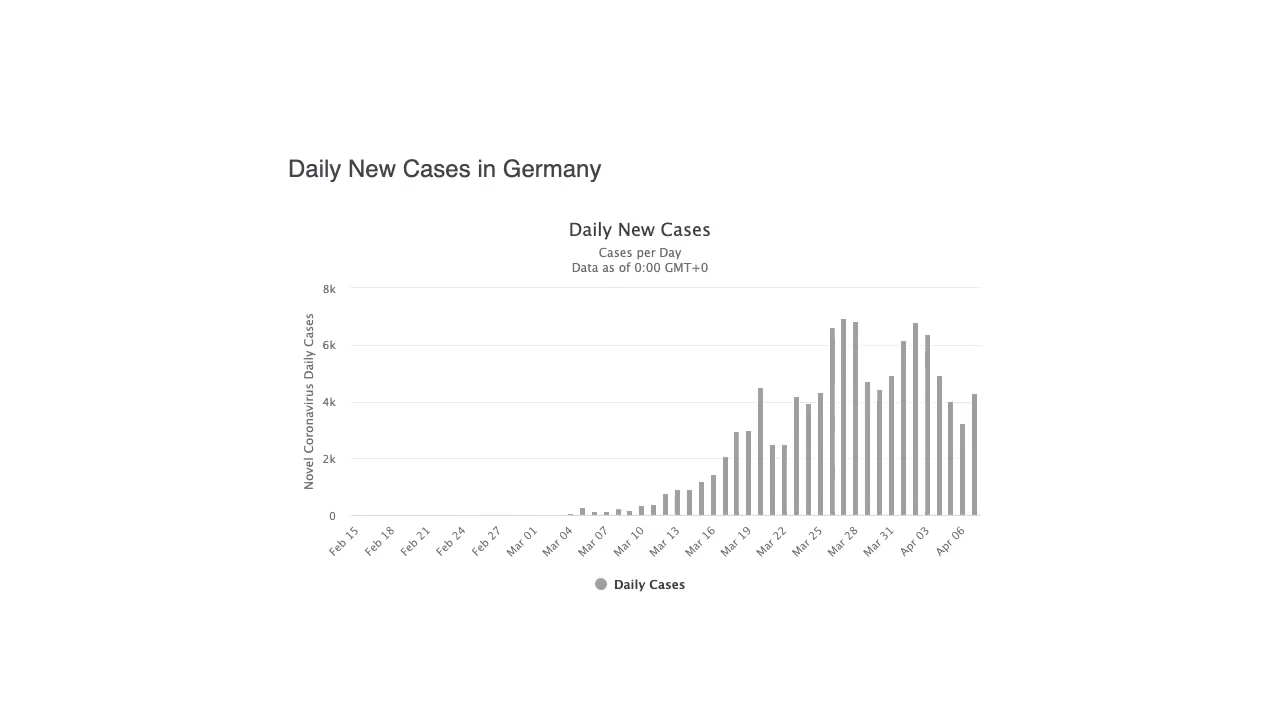 Daily New Cases in Germany
Daily New Cases
Cases per Day
Data as of 0:00 GMT+0
Novel Coronavirus Daily Cases
8k
6k
4k
2k
0
Feb 15
Feb 18
Feb 21
Feb 24
Feb 27
Mar 01
Mar 04
Mar 07
Mar 10
Mar 13
Mar 16
Mar 19
Mar 22
Mar 25
Mar 28
Mar 31
Apr 03
Apr 06
Daily Cases